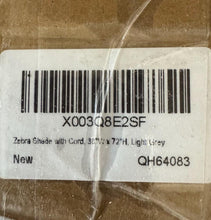 X003Q8E2SF
Zebra Shade with Cord, 36"W x 72"H, Light Grey
New QH64083